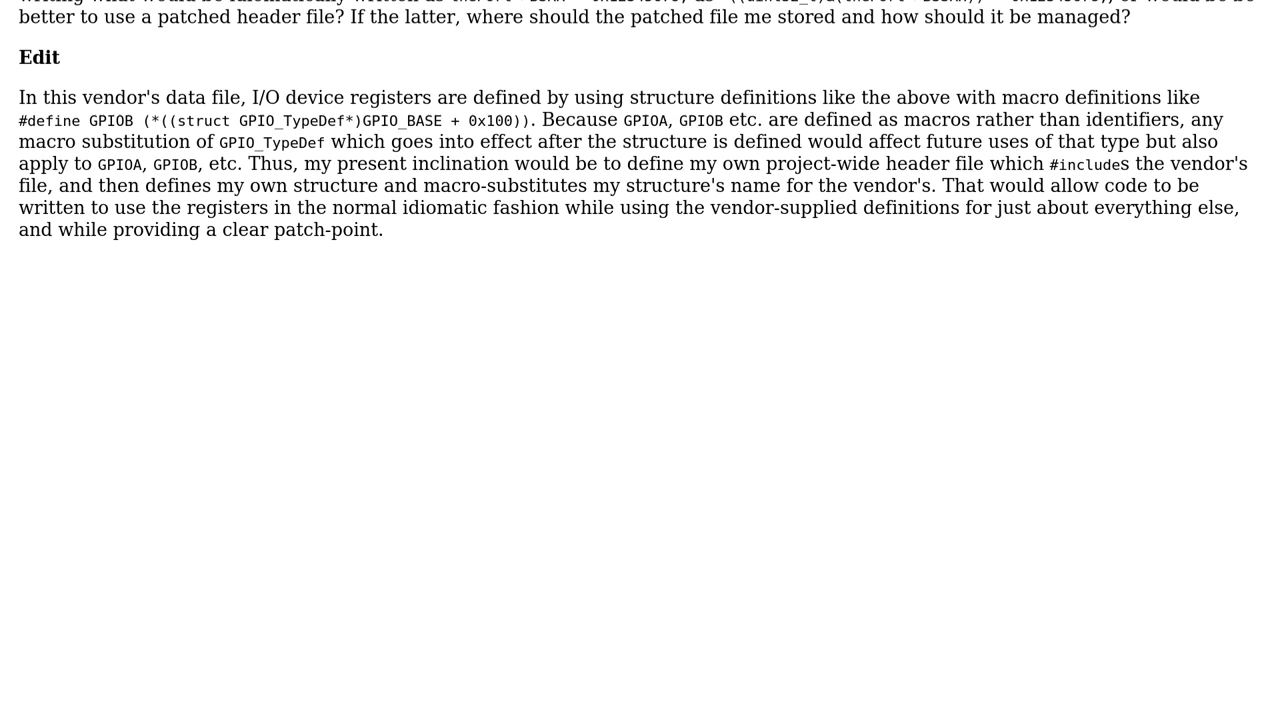 better to use a patched header file? If the latter, where should the patched file me stored and how should it be managed?
Edit
In this vendor's data file, I/O device registers are defined by using structure definitions like the above with macro definitions like
#define GPIOB (*((struct GPIO_TypeDef*)GPIO_BASE + 0x100)). Because GPIOA, GPIOB etc. are defined as macros rather than identifiers, any
macro substitution of GPIO_TypeDef which goes into effect after the structure is defined would affect future uses of that type but also
apply to GPIOA, GPIOB, etc. Thus, my present inclination would be to define my own project-wide header file which #includes the vendor's
file, and then defines my own structure and macro-substitutes my structure's name for the vendor's. That would allow code to be
written to use the registers in the normal idiomatic fashion while using the vendor-supplied definitions for just about everything else,
and while providing a clear patch-point.